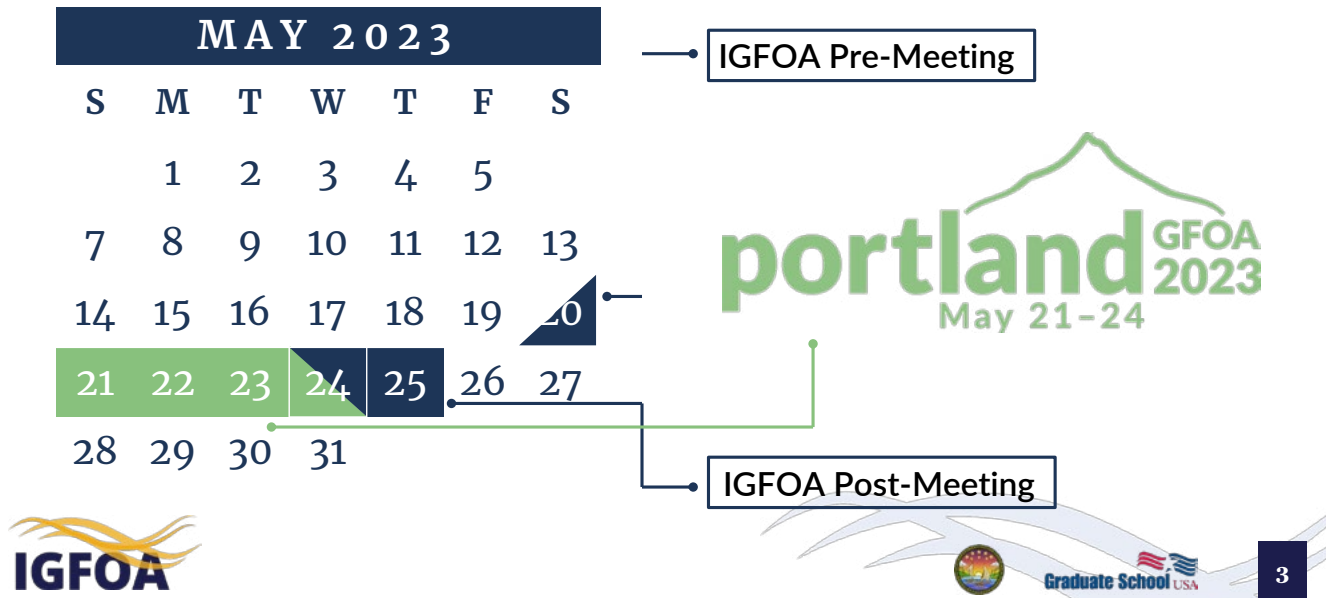 MAY 2023
IGFOA Pre-Meeting
S M T W T F S
1 2 3 4 5
7 8 9 10 11 12 13
14 15 16 17 18 19 20
21 22 23 24 25 26 27
28 29 30 31
portland GFOA 2023
May 21–24
IGFOA Post-Meeting
IGFOA
Graduate School USA
3